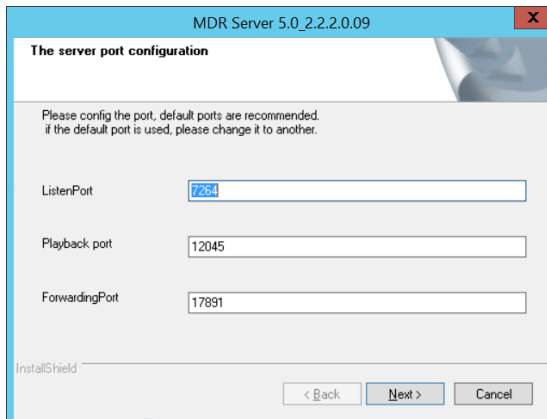 MDR Server 5.0_2.2.2.0.09
x
The server port configuration
Please config the port, default ports are recommended.
if the default port is used, please change it to another.
ListenPort 7264
Playback port 12045
ForwardingPort 17891
InstallShield
< Back Next > Cancel